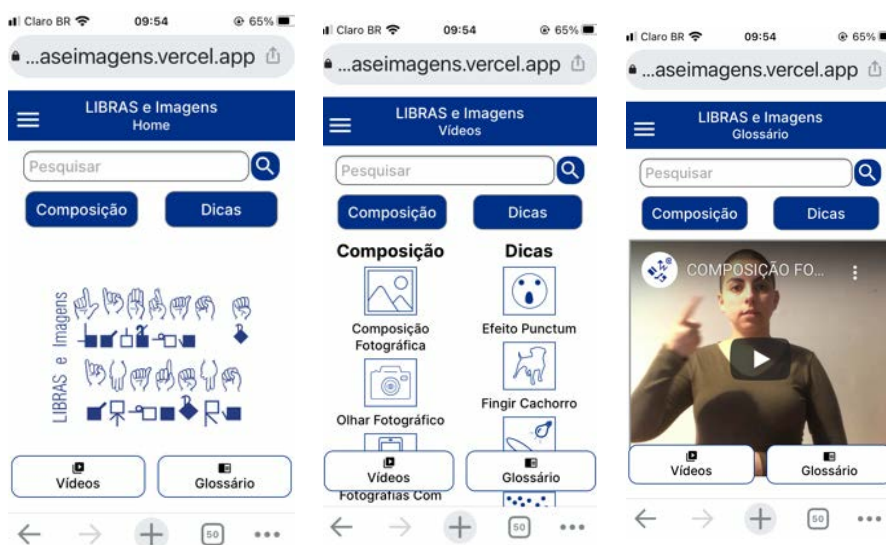 Claro BR 09:54 65%
...aseimagens.vercel.app
LIBRAS e Imagens
Home
Pesquisar
Composição Dicas
LIBRAS e Imagens
Vídeos Glossário
50
Claro BR 09:54 65%
...aseimagens.vercel.app
LIBRAS e Imagens
Vídeos
Pesquisar
Composição Dicas
Composição Dicas
Composição
Fotográfica
Efeito Punctum
Olhar Fotográfico
Fingir Cachorro
Vídeos Glossário
Fotografias Com
50
Claro BR 09:54 65%
...aseimagens.vercel.app
LIBRAS e Imagens
Glossário
Pesquisar
Composição Dicas
COMPOSIÇÃO FO...
Vídeos Glossário
50